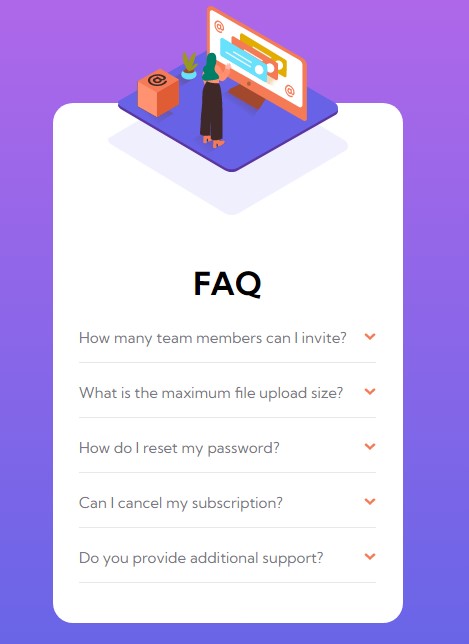 @
@
@
FAQ
How many team members can I invite?
What is the maximum file upload size?
How do I reset my password?
Can I cancel my subscription?
Do you provide additional support?